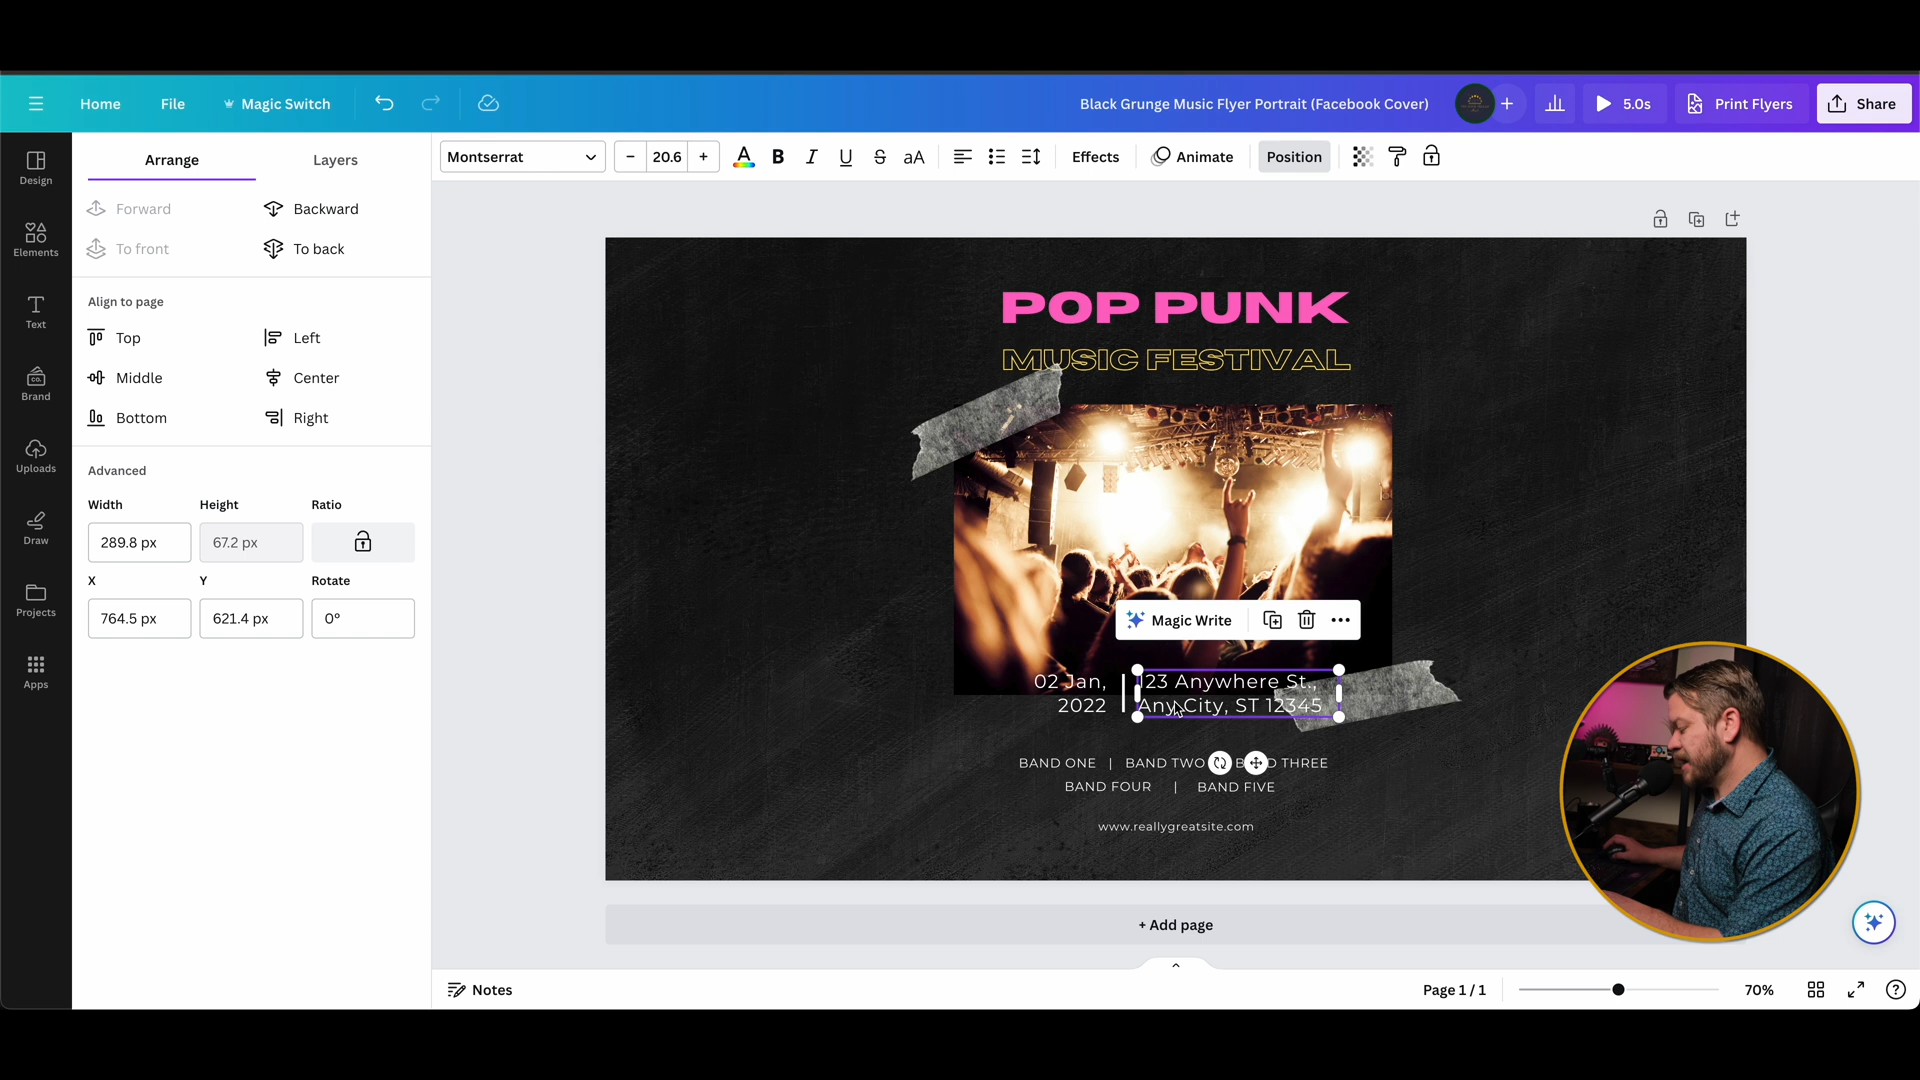 Home File Magic Switch
Black Grunge Music Flyer Portrait (Facebook Cover)
+
5.0s
Print Flyers
Share
Design
Elements
Text
Brand
Uploads
Draw
Projects
Apps
Arrange Layers
Forward Backward
To front To back
Align to page
Top Left
Middle Center
Bottom Right
Advanced
Width Height Ratio
289.8 px 67.2 px
X Y Rotate
764.5 px 621.4 px 0°
Montserrat
– 20.6 +
A B I U S aA
Effects Animate Position
POP PUNK
MUSIC FESTIVAL
Magic Write
02 Jan,
2022
123 Anywhere St.,
Any City, ST 12345
BAND ONE | BAND TWO BAND THREE
BAND FOUR | BAND FIVE
www.reallygreatsite.com
+ Add page
Notes
Page 1 / 1
70%
?